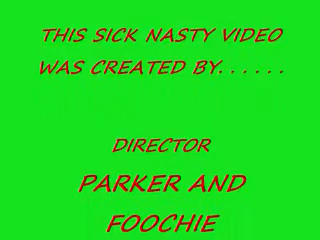 THIS SICK NASTY VIDEO
WAS CREATED BY......
DIRECTOR
PARKER AND
FOOCHIE